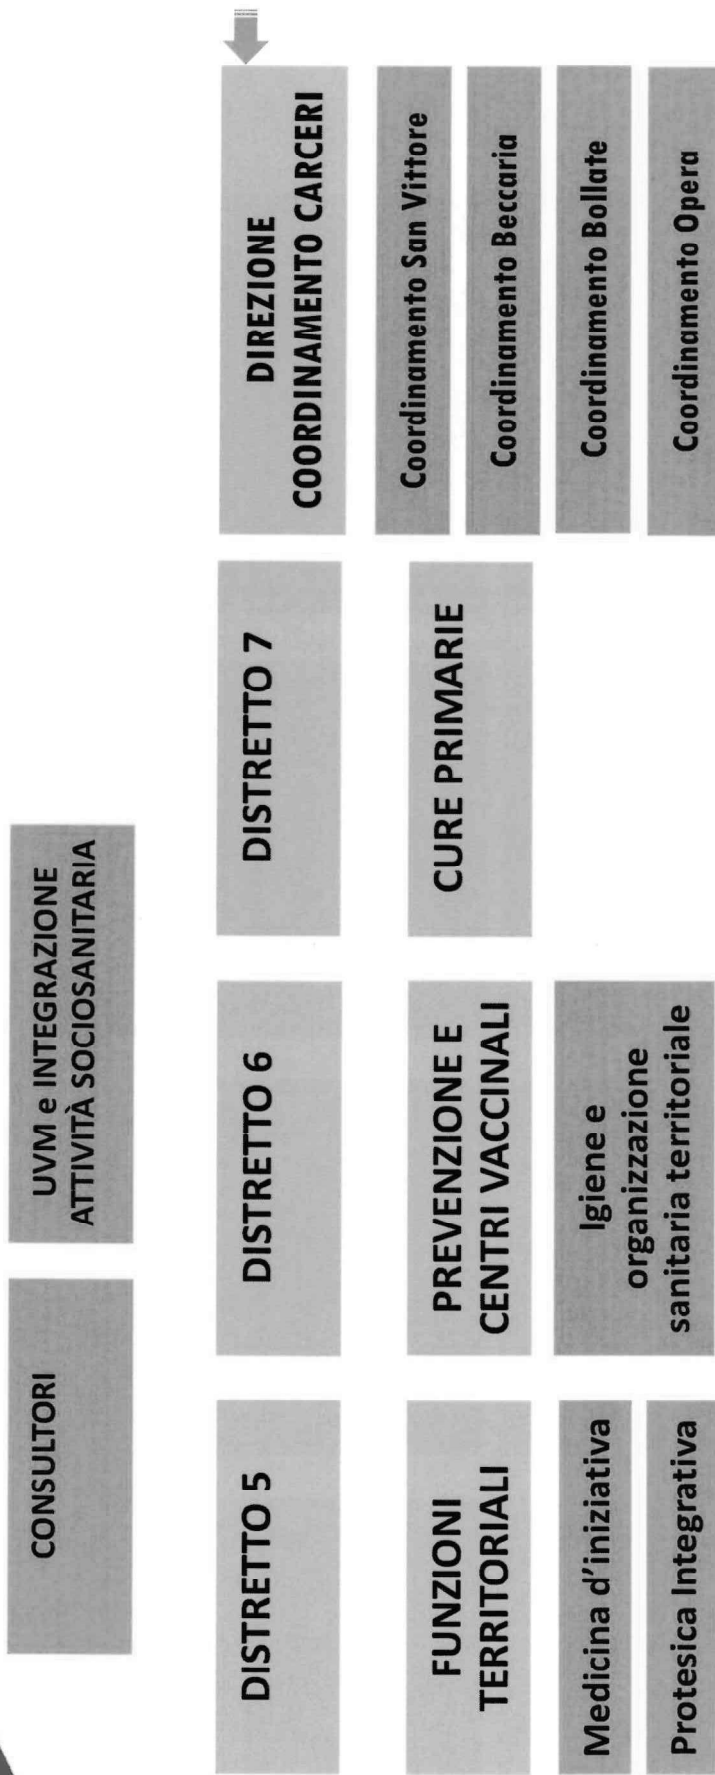 CONSULTORI
UVM e INTEGRAZIONE
ATTIVITÀ SOCIOSANITARIA
DISTRETTO 5
DISTRETTO 6
DISTRETTO 7
DIREZIONE
COORDINAMENTO CARCERI
FUNZIONI
TERRITORIALI
Medicina d'iniziativa
Protesica Integrativa
PREVENZIONE E
CENTRI VACCINALI
Igiene e
organizzazione
sanitaria territoriale
CURE PRIMARIE
Coordinamento San Vittore
Coordinamento Beccaria
Coordinamento Bollate
Coordinamento Opera